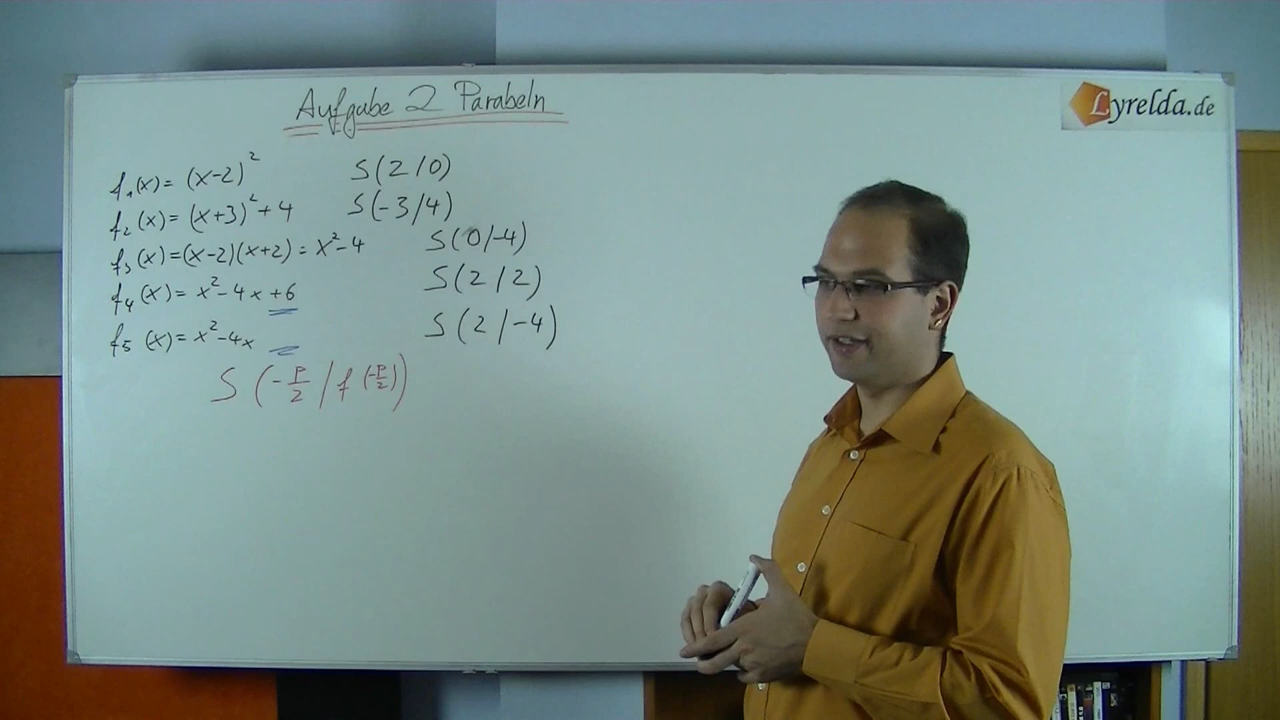 Aufgabe 2 Parabeln
Lyrelda.de
f₁(x) = (x-2)² S(2/0)
f₂(x) = (x+3)² + 4 S(-3/4)
f₃(x) = (x-2)(x+2) = x²-4 S(0/-4)
f₄(x) = x²-4x+6 S(2/2)
f₅(x) = x²-4x S(2/-4)
S(-p/2 / f(-p/2))